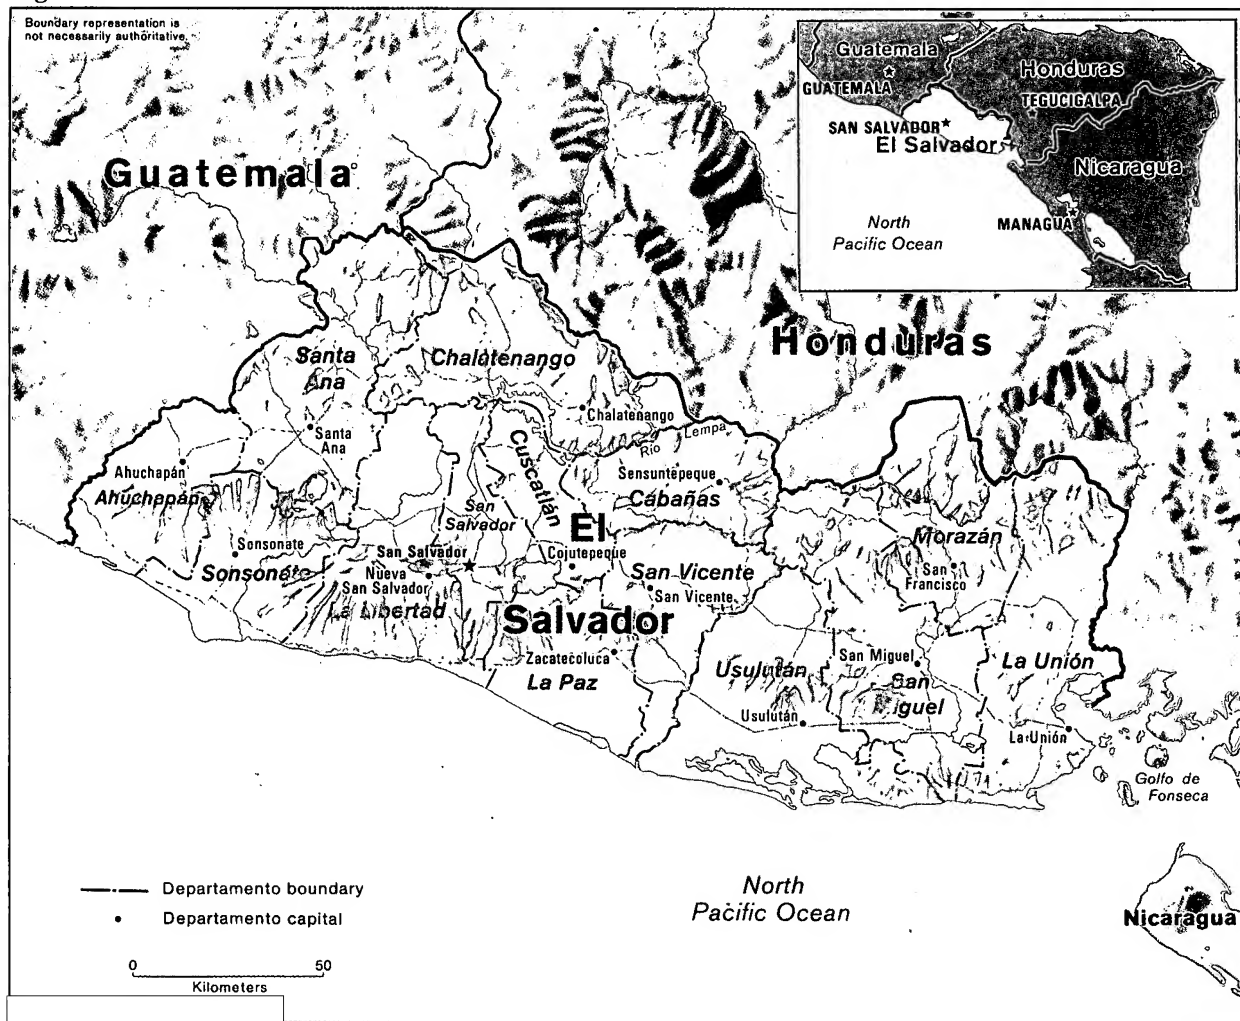 Boundary representation is
not necessarily authoritative.
Guatemala
Honduras
GUATEMALA
TEGUCIGALPA
SAN SALVADOR
El Salvador
Nicaragua
MANAGUA
North
Pacific Ocean
Guatemala
Honduras
Santa
Ana
Chalatenango
Chalatenango
Santa
Ana
Río
Lempa
Cuscatlán
Ahuachapán
Ahuachapán
Sensuntepeque
Cabañas
San
Salvador
El
Morazán
Sonsonate
Sonsonate
San Salvador
Cojutepeque
Nueva
San Salvador
La Libertad
San Vicente
San Vicente
San
Francisco
Salvador
Zacatecoluca
La Paz
Usulután
Usulután
San Miguel
San
iguel
La Unión
La Unión
Golfo de
Fonseca
Departamento boundary
Departamento capital
0 50
Kilometers
North
Pacific Ocean
Nicaragua